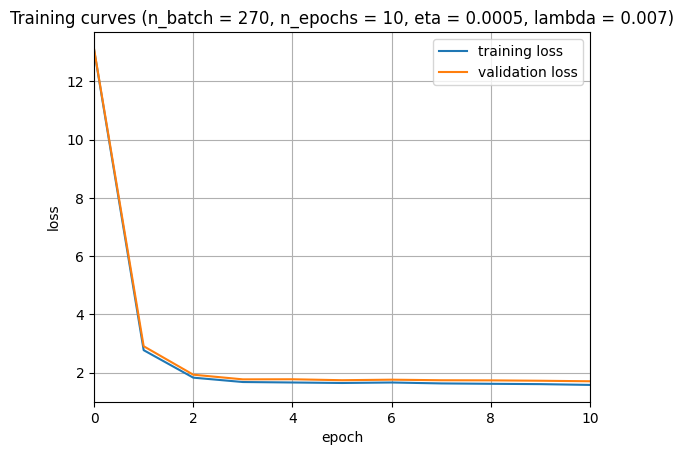 Training curves (n_batch = 270, n_epochs = 10, eta = 0.0005, lambda = 0.007)
training loss
validation loss
12
10
8
6
4
2
loss
0 2 4 6 8 10
epoch